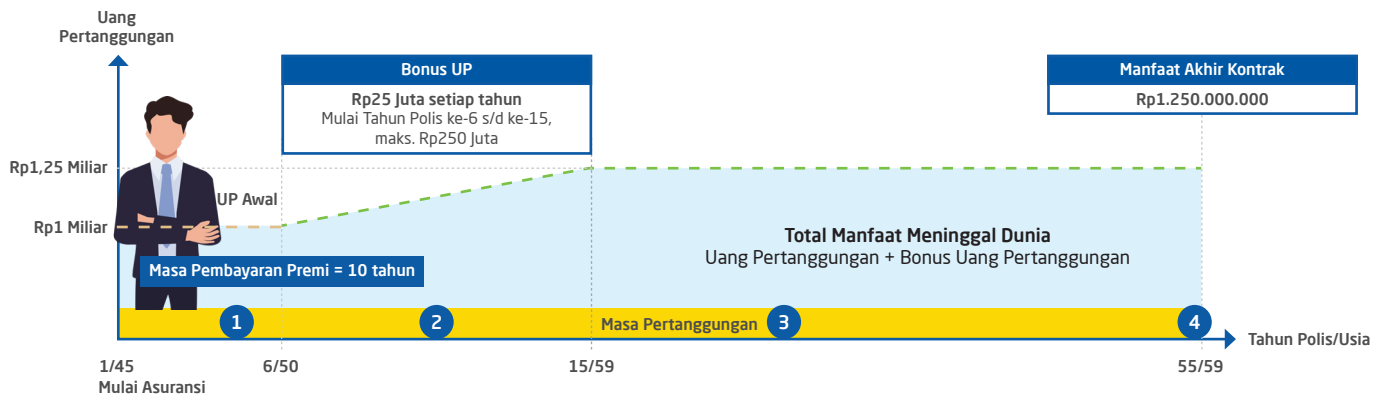 Uang
Pertanggungan
Bonus UP
Rp25 Juta setiap tahun
Mulai Tahun Polis ke-6 s/d ke-15,
maks. Rp250 Juta
Manfaat Akhir Kontrak
Rp1.250.000.000
Rp1,25 Miliar
UP Awal
Rp1 Miliar
Total Manfaat Meninggal Dunia
Uang Pertanggungan + Bonus Uang Pertanggungan
Masa Pembayaran Premi = 10 tahun
1
2
Masa Pertanggungan
3
4
Tahun Polis/Usia
1/45
6/50
15/59
55/59
Mulai Asuransi